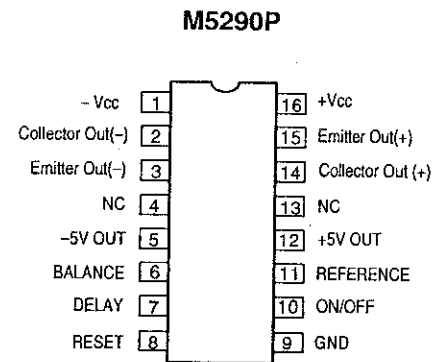 M5290P
– Vcc 1 16 +Vcc
Collector Out(–) 2 15 Emitter Out(+)
Emitter Out(–) 3 14 Collector Out (+)
NC 4 13 NC
–5V OUT 5 12 +5V OUT
BALANCE 6 11 REFERENCE
DELAY 7 10 ON/OFF
RESET 8 9 GND